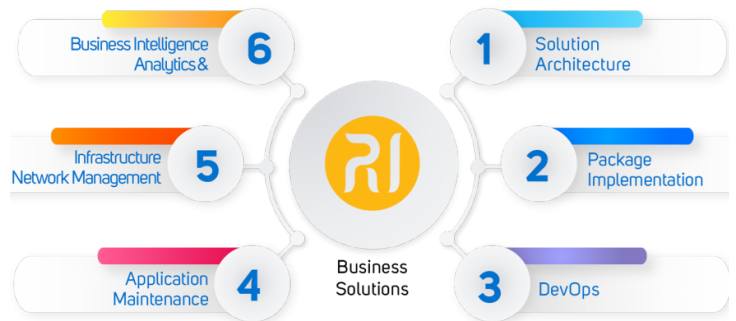 1
Solution
Architecture
2
Package
Implementation
3
DevOps
4
Application
Maintenance
5
Infrastructure
Network Management
6
Business Intelligence
Analytics &
RI
Business
Solutions